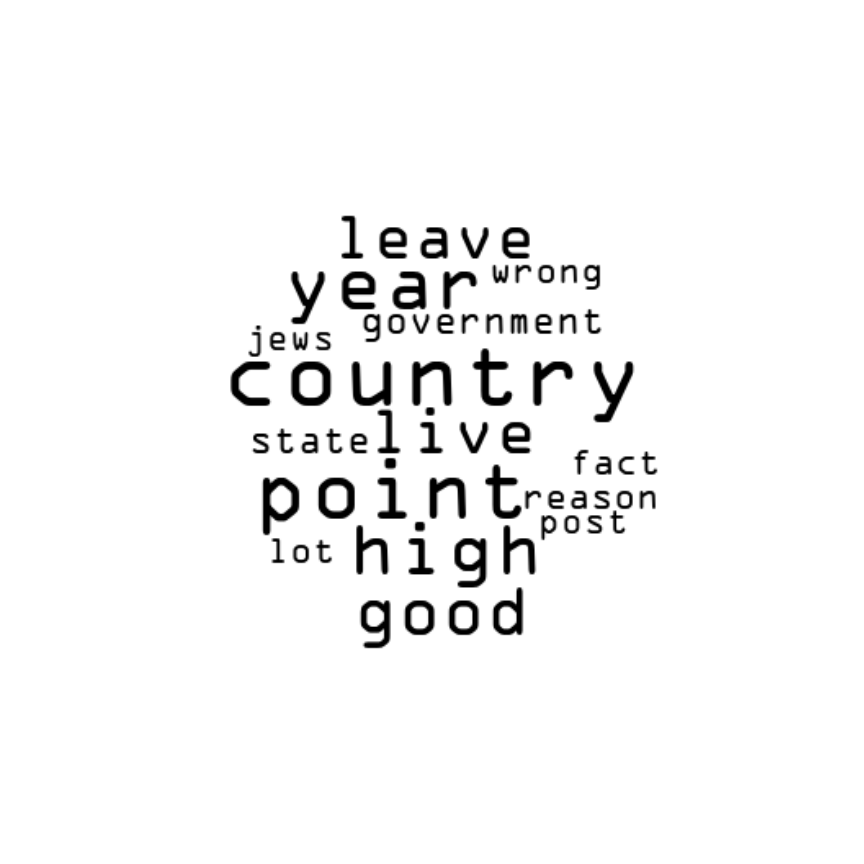 leave
year wrong
government
jews
country
state live
fact
point reason
post
lot high
good